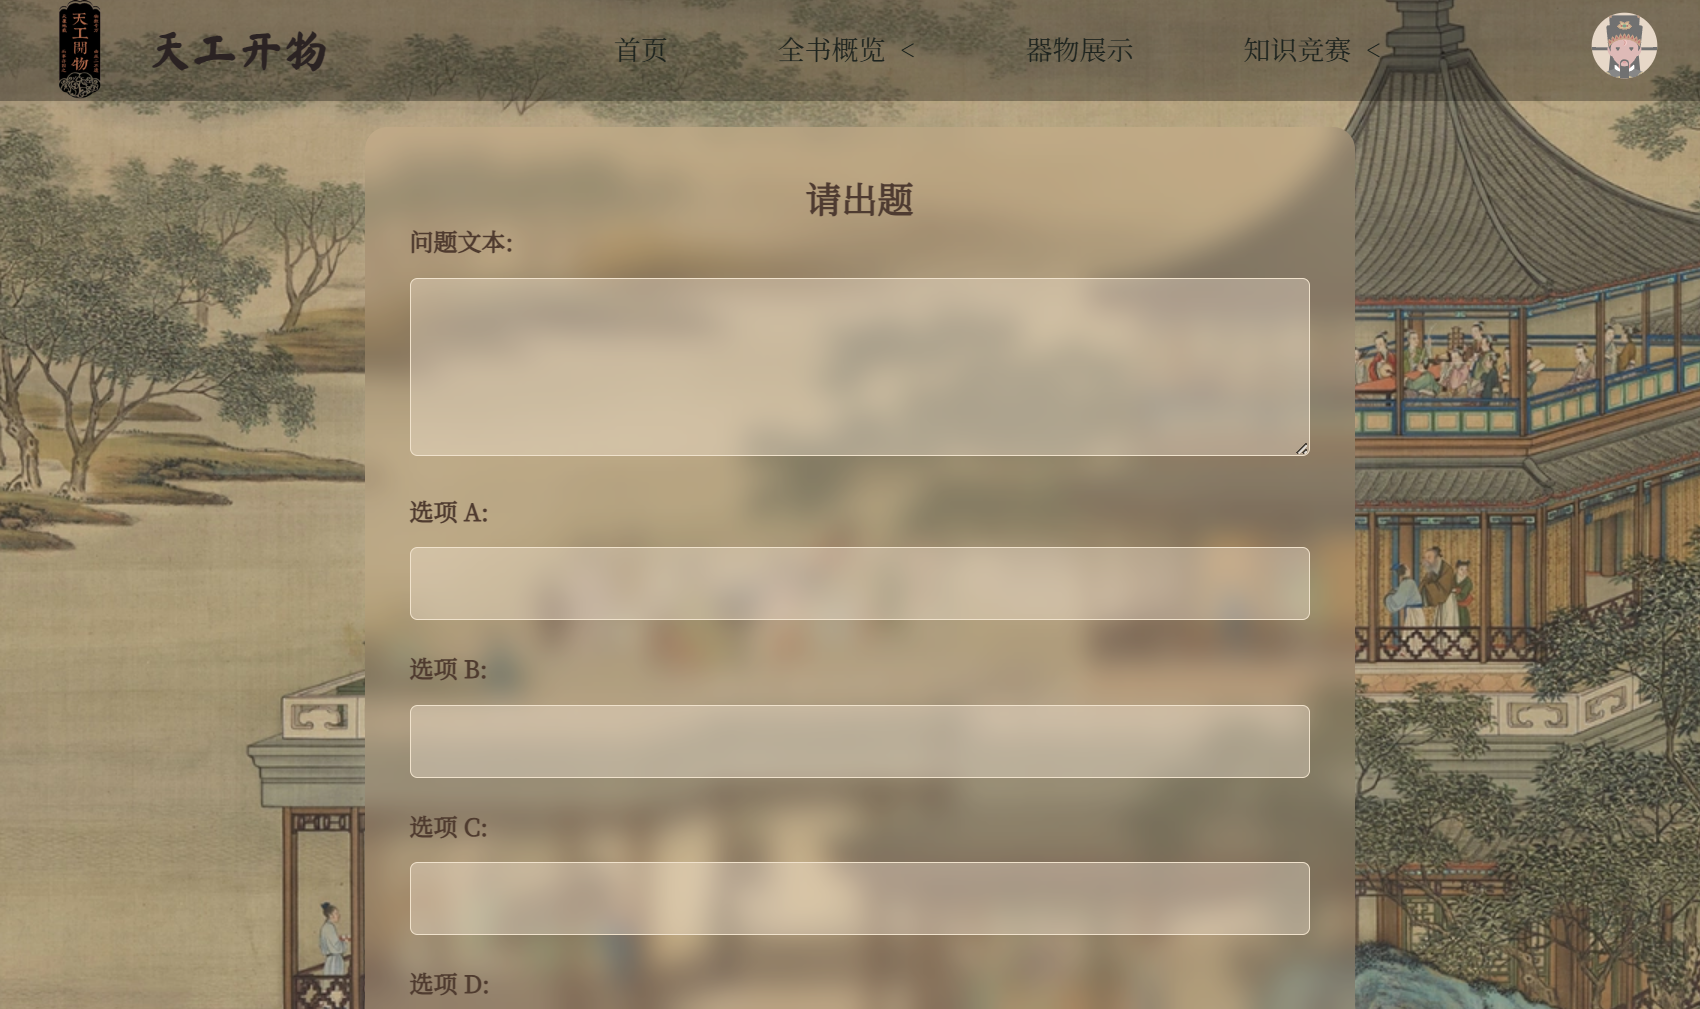 天工開物
天工开物
首页
全书概览 <
器物展示
知识竞赛 <
请出题
问题文本:
选项 A:
选项 B:
选项 C:
选项 D: